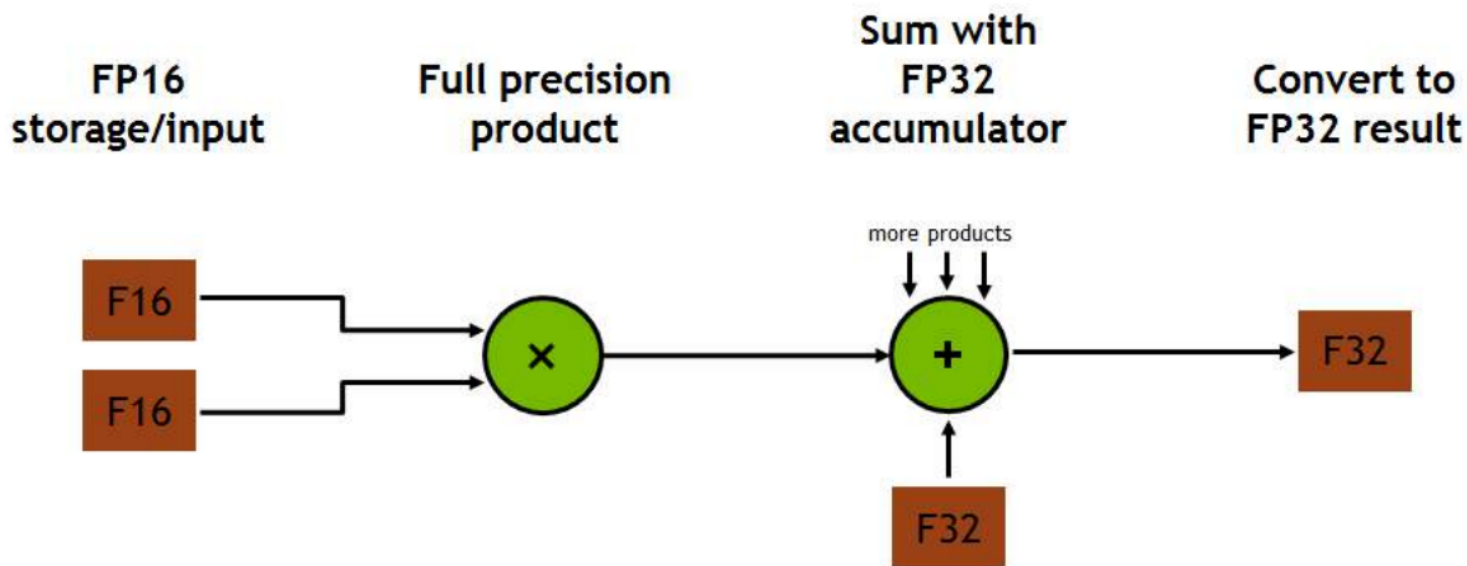 FP16
storage/input
Full precision
product
Sum with
FP32
accumulator
Convert to
FP32 result
more products
F16
F16
×
+
F32
F32